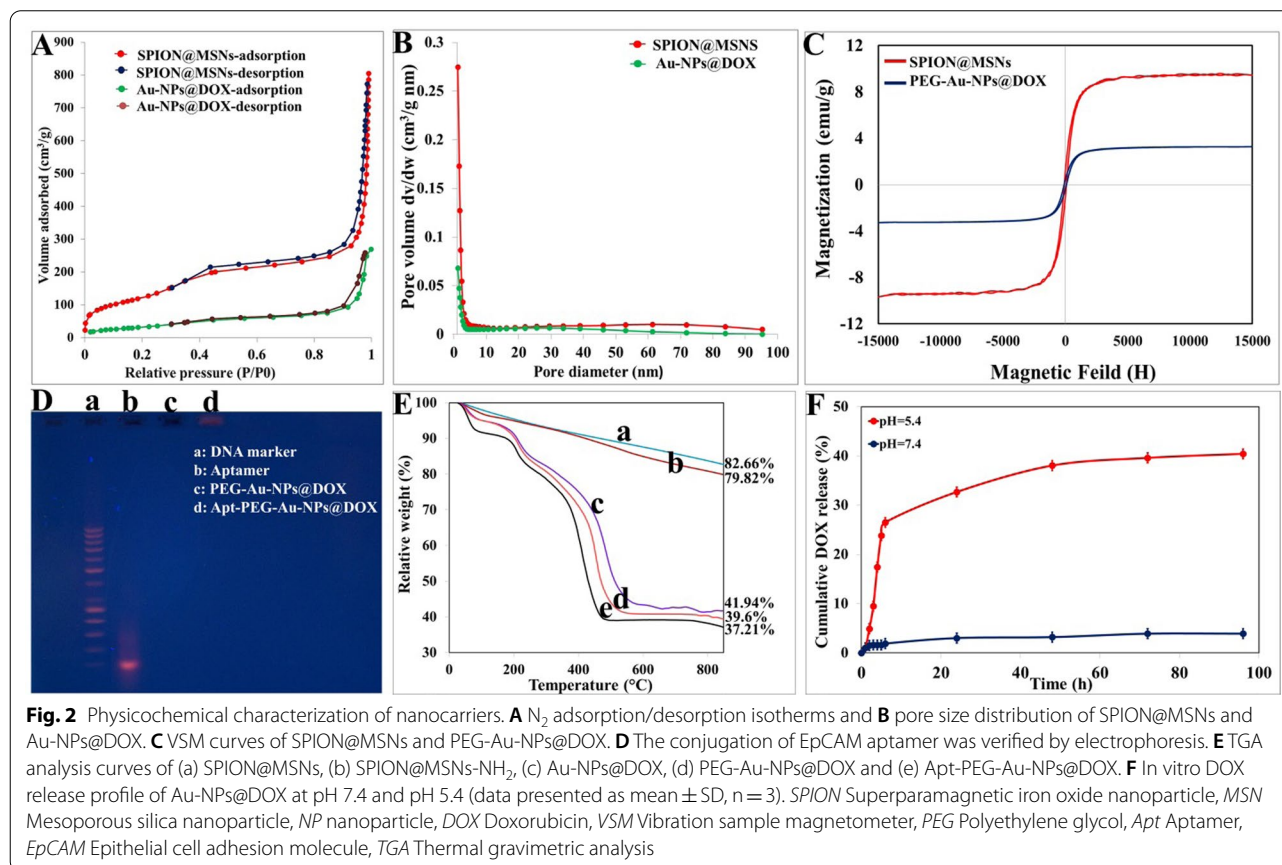 A
900
800
700
600
500
400
300
200
100
0
Volume adsorbed (cm³/g)
SPION@MSNs-adsorption
SPION@MSNs-desorption
Au-NPs@DOX-adsorption
Au-NPs@DOX-desorption
0 0.2 0.4 0.6 0.8 1
Relative pressure (P/P0)
B
0.3
0.25
0.2
0.15
0.1
0.05
0
Pore volume dv/dw (cm³/g nm)
SPION@MSNS
Au-NPs@DOX
0 10 20 30 40 50 60 70 80 90 100
Pore diameter (nm)
C
12
9
6
3
0
-4
-8
-12
Magnetization (emu/g)
SPION@MSNs
PEG-Au-NPs@DOX
-15000 -10000 -5000 0 5000 10000 15000
Magnetic Feild (H)
D a b c d
a: DNA marker
b: Aptamer
c: PEG-Au-NPs@DOX
d: Apt-PEG-Au-NPs@DOX
E
100
90
80
70
60
50
40
30
Relative weight (%)
a
b
c
d
e
82.66%
79.82%
41.94%
39.6%
37.21%
0 200 400 600 800
Temperature (°C)
F
50
40
30
20
10
0
Cumulative DOX release (%)
pH=5.4
pH=7.4
0 20 40 60 80 100
Time (h)
Fig. 2 Physicochemical characterization of nanocarriers. A N₂ adsorption/desorption isotherms and B pore size distribution of SPION@MSNs and
Au-NPs@DOX. C VSM curves of SPION@MSNs and PEG-Au-NPs@DOX. D The conjugation of EpCAM aptamer was verified by electrophoresis. E TGA
analysis curves of (a) SPION@MSNs, (b) SPION@MSNs-NH₂, (c) Au-NPs@DOX, (d) PEG-Au-NPs@DOX and (e) Apt-PEG-Au-NPs@DOX. F In vitro DOX
release profile of Au-NPs@DOX at pH 7.4 and pH 5.4 (data presented as mean ± SD, n = 3). SPION Superparamagnetic iron oxide nanoparticle, MSN
Mesoporous silica nanoparticle, NP nanoparticle, DOX Doxorubicin, VSM Vibration sample magnetometer, PEG Polyethylene glycol, Apt Aptamer,
EpCAM Epithelial cell adhesion molecule, TGA Thermal gravimetric analysis